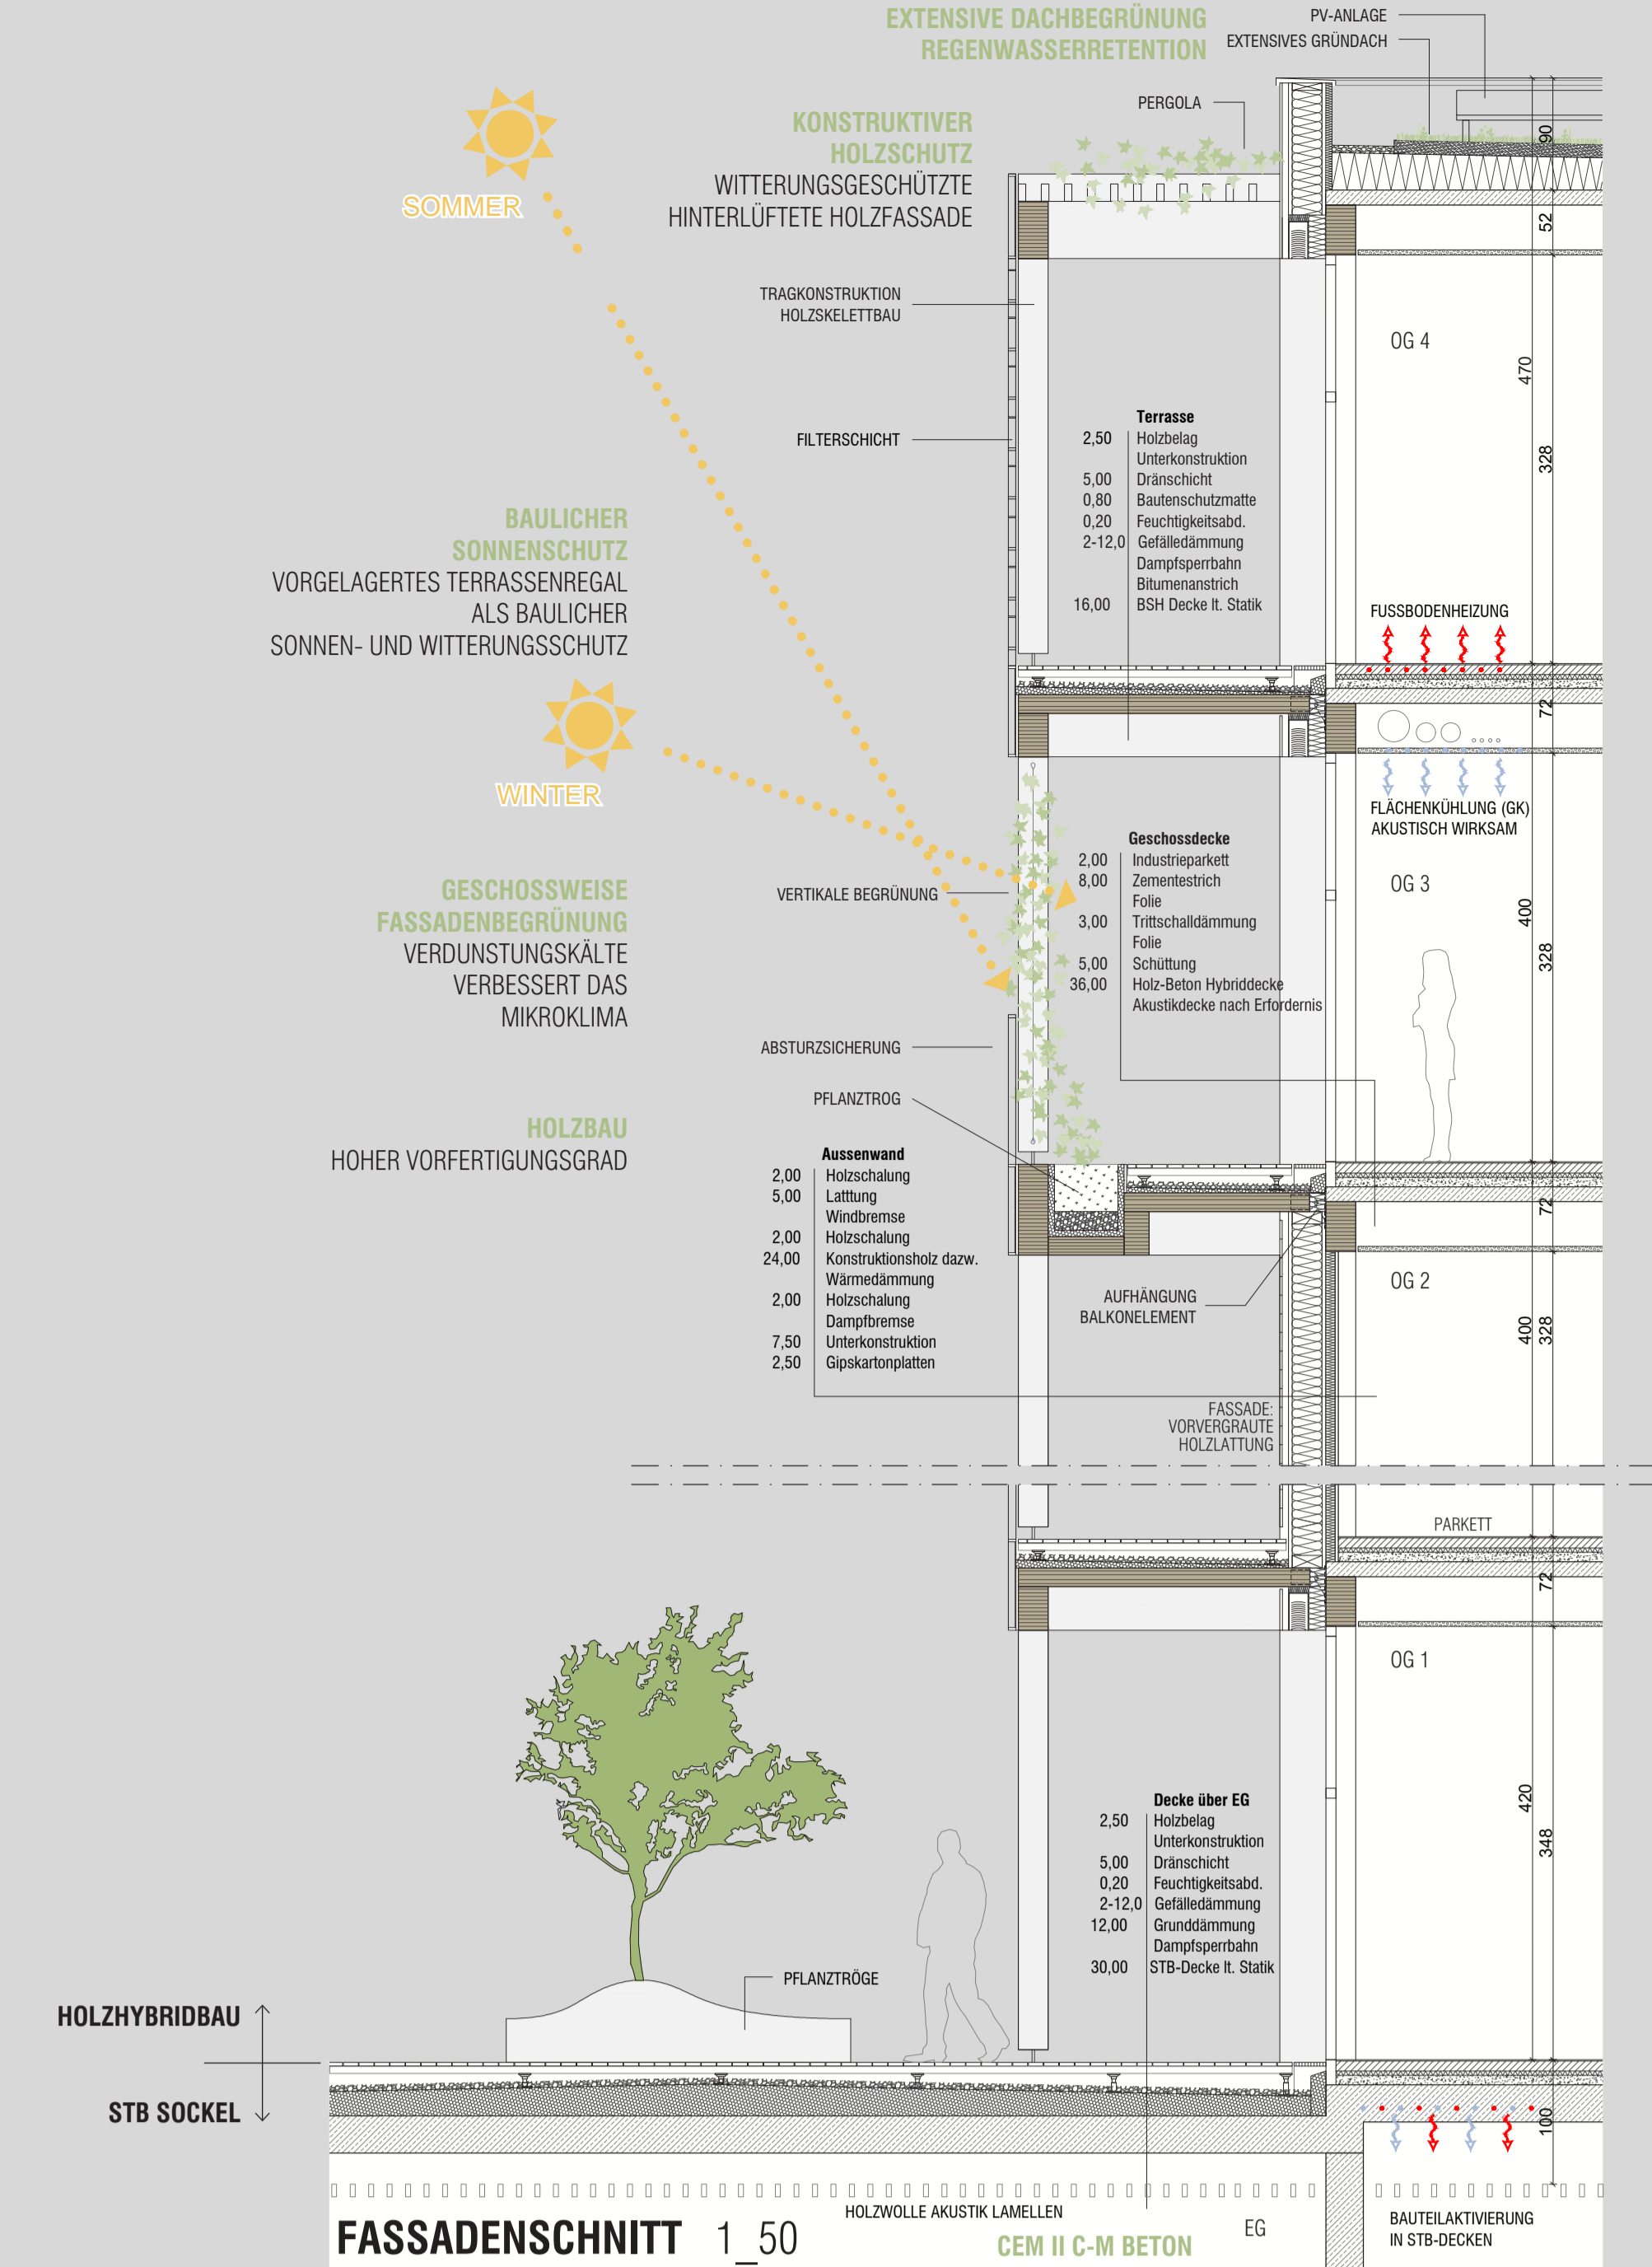 EXTENSIVE DACHBEGRÜNUNG
REGENWASSERRETENTION
PV-ANLAGE
EXTENSIVES GRÜNDACH
PERGOLA
KONSTRUKTIVER
HOLZSCHUTZ
WITTERUNGSGESCHÜTZTE
HINTERLÜFTETE HOLZFASSADE
SOMMER
90
52
TRAGKONSTRUKTION
HOLZSKELETTBAU
OG 4
470
328
FILTERSCHICHT
Terrasse
2,50 Holzbelag
Unterkonstruktion
5,00 Dränschicht
0,80 Bautenschutzmatte
0,20 Feuchtigkeitsabd.
2-12,0 Gefälledämmung
Dampfsperrbahn
Bitumenanstrich
16,00 BSH Decke lt. Statik
BAULICHER
SONNENSCHUTZ
VORGELAGERTES TERRASSENREGAL
ALS BAULICHER
SONNEN- UND WITTERUNGSSCHUTZ
FUSSBODENHEIZUNG
72
WINTER
FLÄCHENKÜHLUNG (GK)
AKUSTISCH WIRKSAM
OG 3
400
328
Geschossdecke
2,00 Industrieparkett
8,00 Zementestrich
Folie
3,00 Trittschalldämmung
Folie
5,00 Schüttung
36,00 Holz-Beton Hybriddecke
Akustikdecke nach Erfordernis
VERTIKALE BEGRÜNUNG
GESCHOSSWEISE
FASSADENBEGRÜNUNG
VERDUNSTUNGSKÄLTE
VERBESSERT DAS
MIKROKLIMA
ABSTURZSICHERUNG
PFLANZTROG
HOLZBAU
HOHER VORFERTIGUNGSGRAD
Aussenwand
2,00 Holzschalung
5,00 Latttung
Windbremse
2,00 Holzschalung
24,00 Konstruktionsholz dazw.
Wärmedämmung
2,00 Holzschalung
Dampfbremse
7,50 Unterkonstruktion
2,50 Gipskartonplatten
72
OG 2
AUFHÄNGUNG
BALKONELEMENT
400
328
FASSADE:
VORVERGRAUTE
HOLZLATTUNG
PARKETT
72
OG 1
420
348
Decke über EG
2,50 Holzbelag
Unterkonstruktion
5,00 Dränschicht
0,20 Feuchtigkeitsabd.
2-12,0 Gefälledämmung
12,00 Grunddämmung
Dampfsperrbahn
30,00 STB-Decke lt. Statik
PFLANZTRÖGE
HOLZHYBRIDBAU
STB SOCKEL
100
HOLZWOLLE AKUSTIK LAMELLEN
FASSADENSCHNITT 1_50
CEM II C-M BETON
EG
BAUTEILAKTIVIERUNG
IN STB-DECKEN